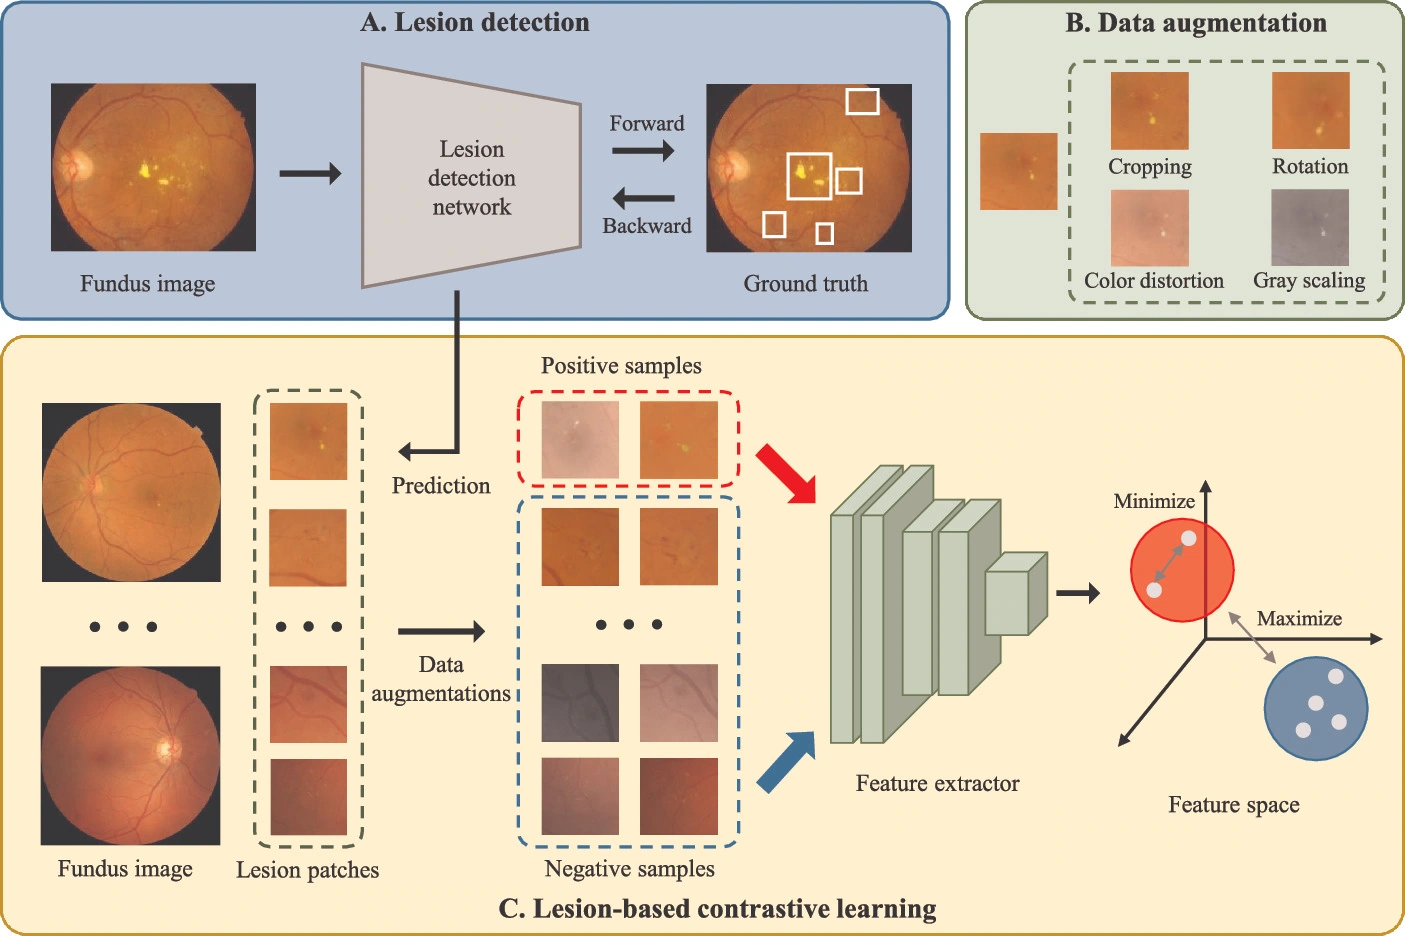 A. Lesion detection
Fundus image
Lesion
detection
network
Forward
Backward
Ground truth
B. Data augmentation
Cropping
Rotation
Color distortion
Gray scaling
Prediction
Fundus image
Lesion patches
Data
augmentations
Positive samples
Negative samples
Feature extractor
Minimize
Maximize
Feature space
C. Lesion-based contrastive learning